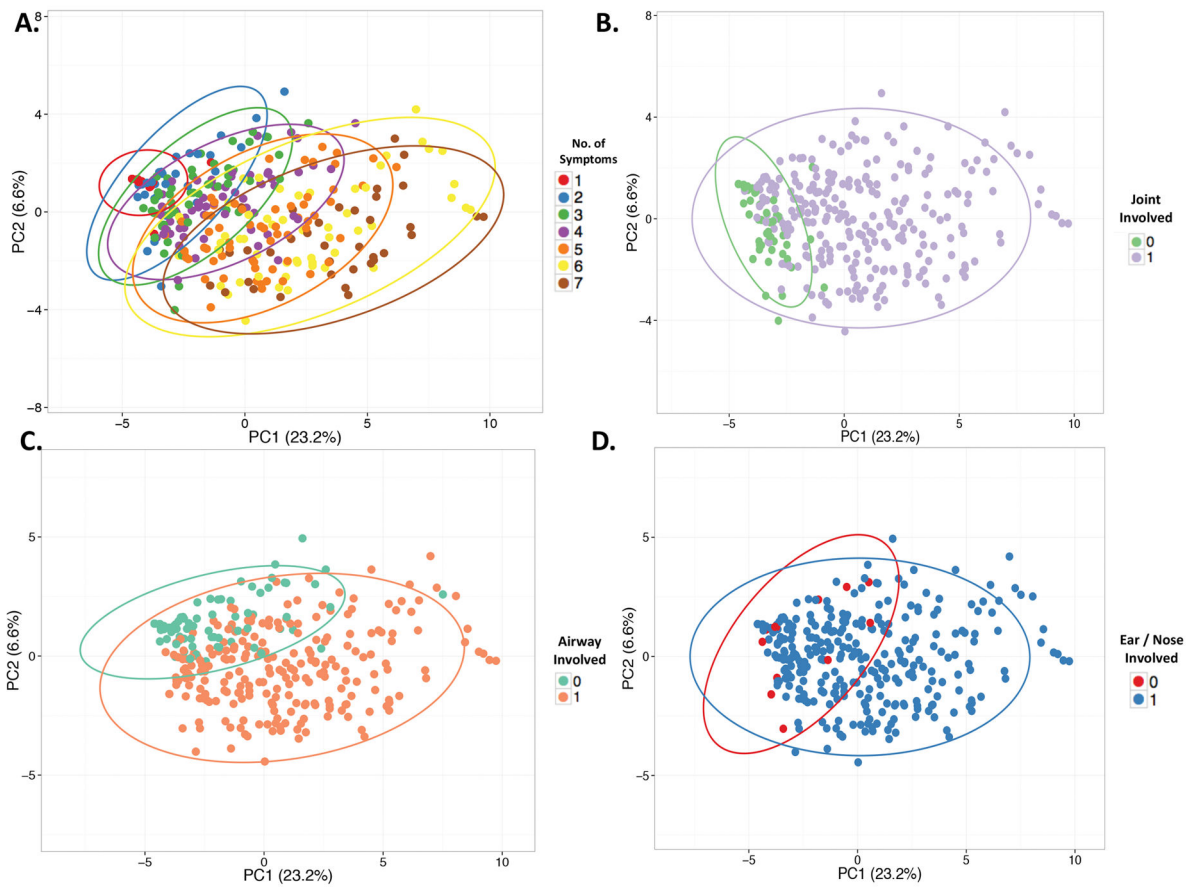 A.
8
4
0
−4
−8
PC2 (6.6%)
−5
0
5
10
PC1 (23.2%)
No. of
Symptoms
1
2
3
4
5
6
7
B.
8
4
0
−4
PC2 (6.6%)
−5
0
5
10
PC1 (23.2%)
Joint
Involved
0
1
C.
5
0
−5
PC2 (6.6%)
−5
0
5
10
PC1 (23.2%)
Airway
Involved
0
1
D.
5
0
−5
PC2 (6.6%)
−5
0
5
10
PC1 (23.2%)
Ear / Nose
Involved
0
1